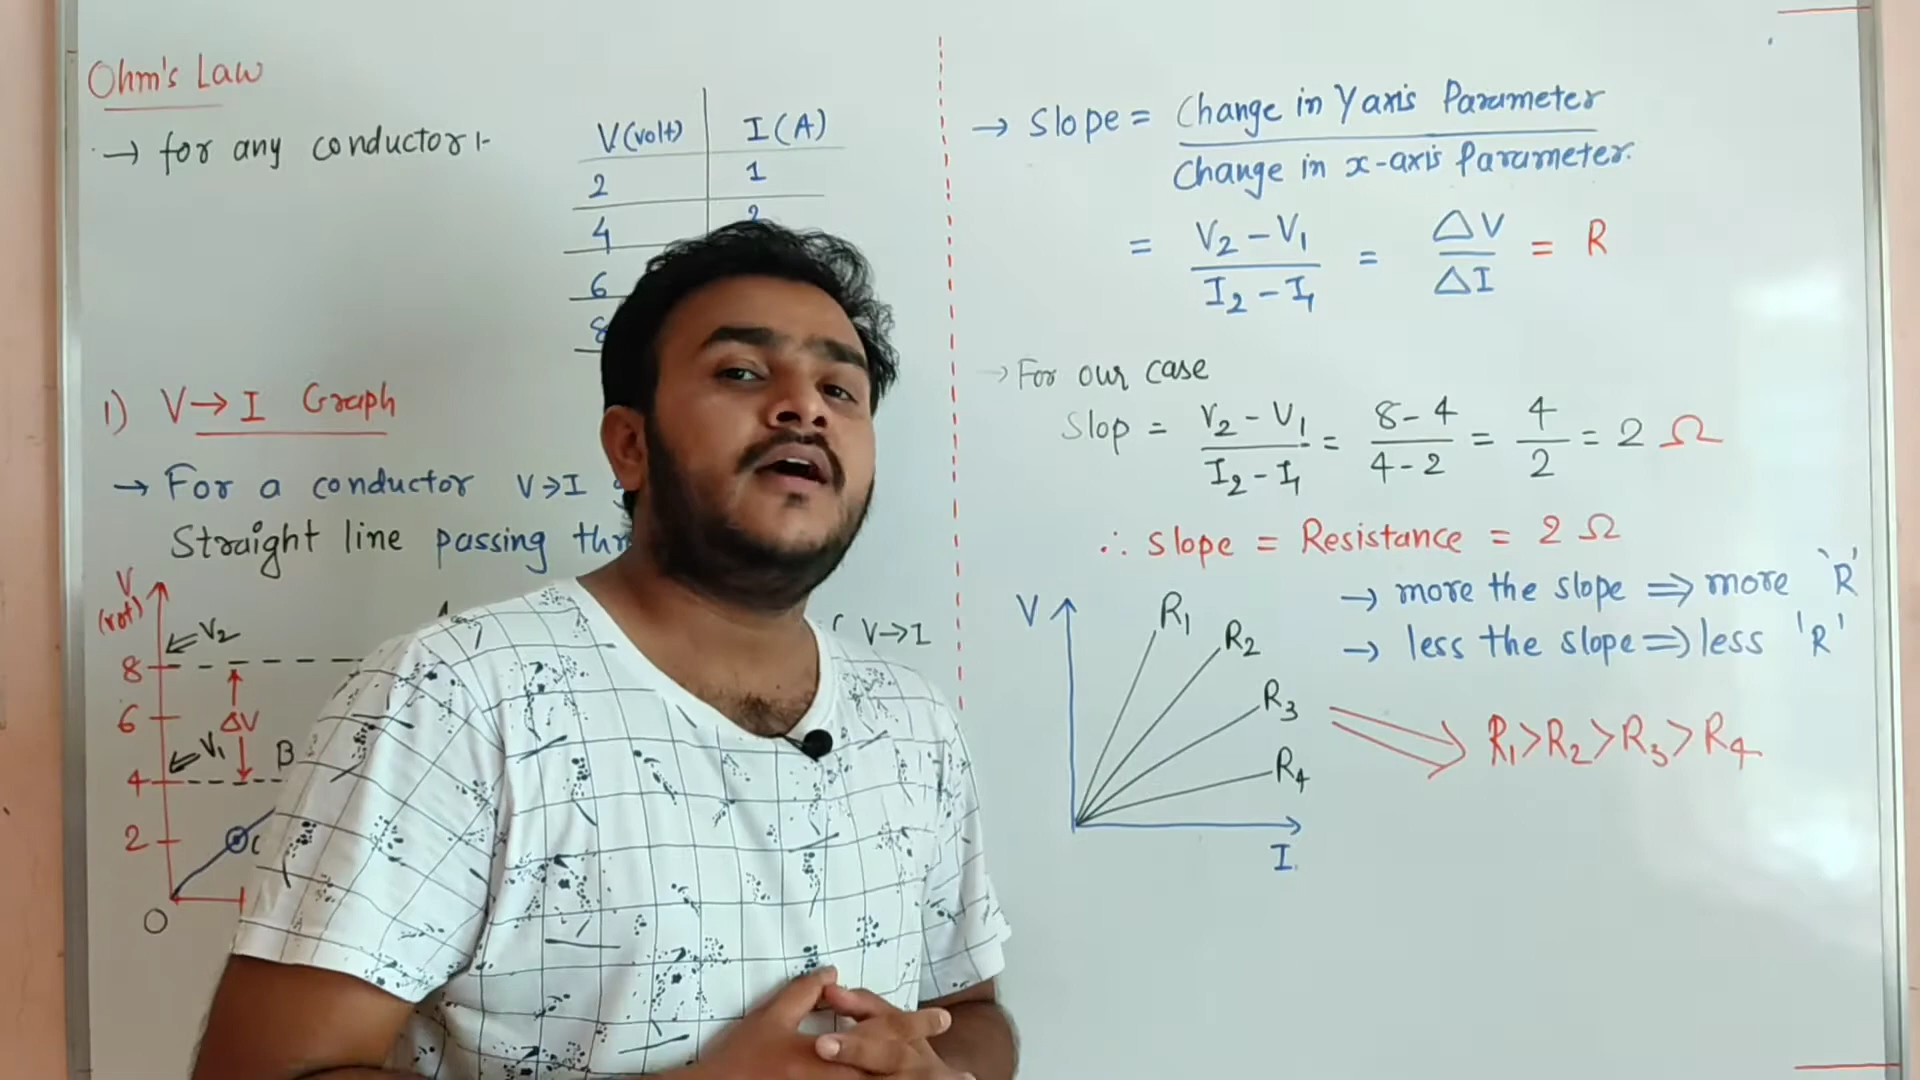 Ohm's Law
→ for any conductor :-
V(volt) I(A)
2 1
4 2
6
8
1) V→I Graph
→ For a conductor V→I
Straight line passing
V
8
6
4
2
O
V2
ΔV
V1
B
C
V→I
→ Slope = Change in Y axis Parameter
Change in x-axis Parameter.
= V2 - V1 = ΔV = R
I2 - I1 ΔI
→ For our case
Slop = V2 - V1 = 8 - 4 = 4 = 2 Ω
I2 - I1 4 - 2 2
∴ slope = Resistance = 2 Ω
→ more the slope ⇒ more 'R'
→ less the slope ⇒ less 'R'
V
R1
R2
R3
R4
I
R1 > R2 > R3 > R4